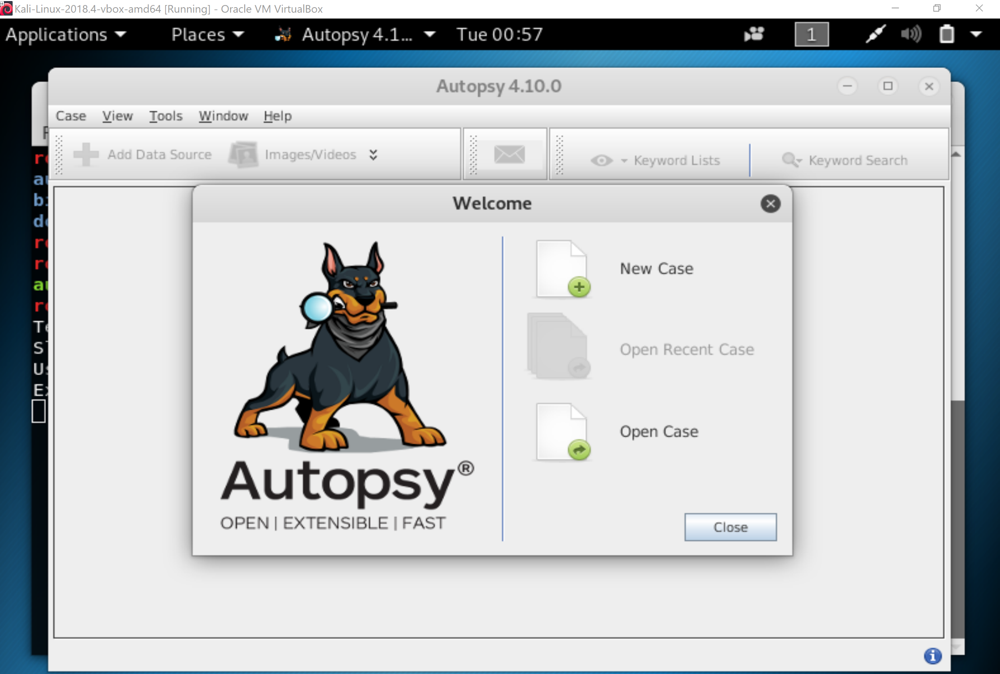 Kali-Linux-2018.4-vbox-amd64 [Running] - Oracle VM VirtualBox
Applications Places Autopsy 4.1... Tue 00:57 1
Autopsy 4.10.0
Case View Tools Window Help
Add Data Source Images/Videos Keyword Lists Keyword Search
Welcome
New Case
Open Recent Case
Open Case
Autopsy®
OPEN | EXTENSIBLE | FAST
Close